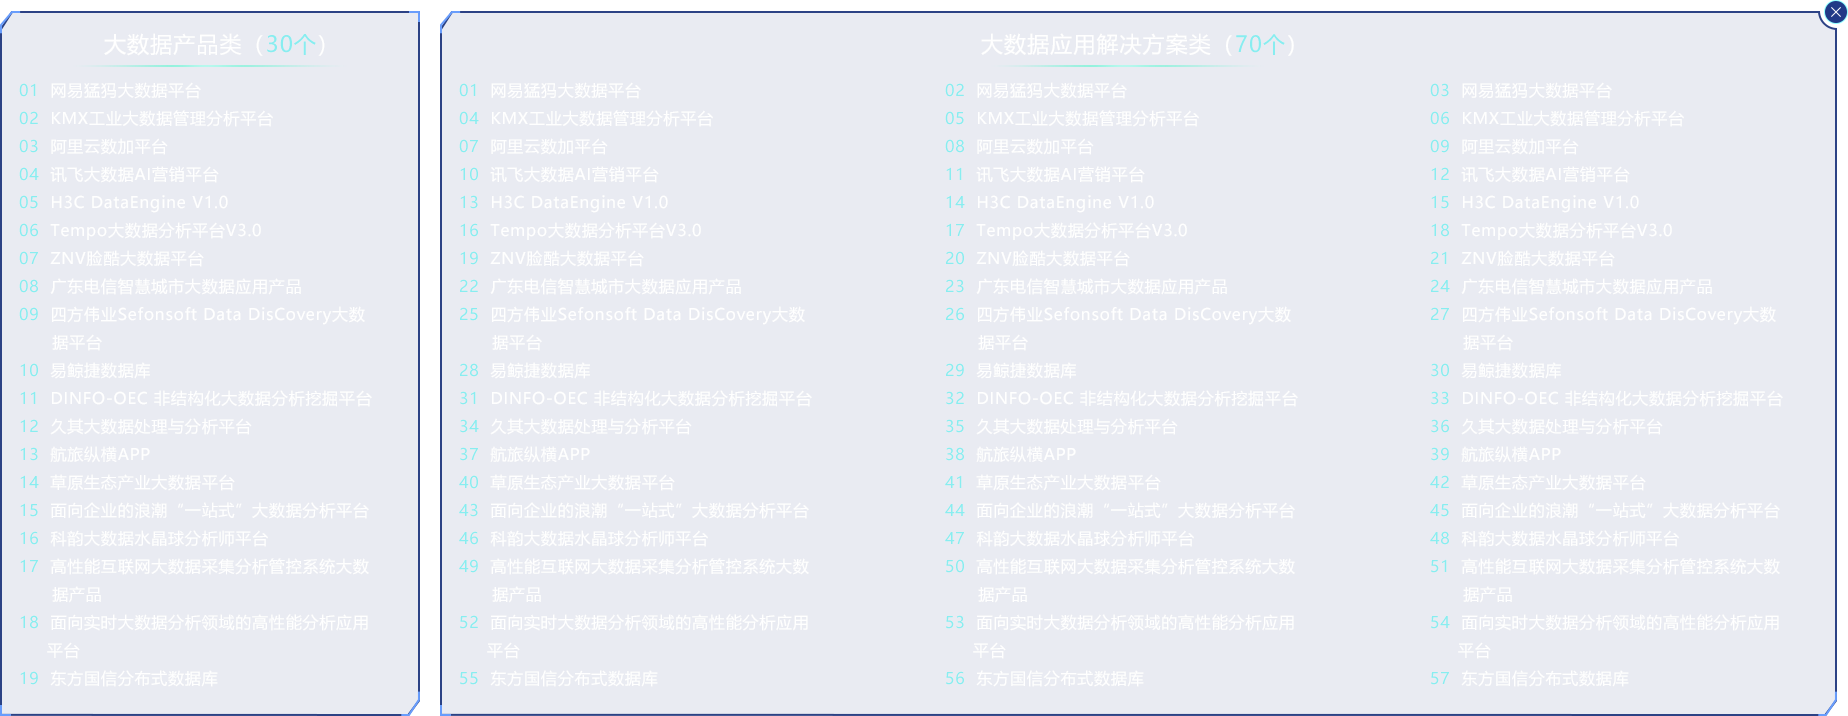 大数据产品类（30个）
01 网易猛犸大数据平台
02 KMX工业大数据管理分析平台
03 阿里云数加平台
04 讯飞大数据AI营销平台
05 H3C DataEngine V1.0
06 Tempo大数据分析平台V3.0
07 ZNV脸酷大数据平台
08 广东电信智慧城市大数据应用产品
09 四方伟业Sefonsoft Data DisCovery大数
据平台
10 易鲸捷数据库
11 DINFO-OEC 非结构化大数据分析挖掘平台
12 久其大数据处理与分析平台
13 航旅纵横APP
14 草原生态产业大数据平台
15 面向企业的浪潮“一站式”大数据分析平台
16 科韵大数据水晶球分析师平台
17 高性能互联网大数据采集分析管控系统大数
据产品
18 面向实时大数据分析领域的高性能分析应用
平台
19 东方国信分布式数据库
大数据应用解决方案类（70个）
01 网易猛犸大数据平台 02 网易猛犸大数据平台 03 网易猛犸大数据平台
04 KMX工业大数据管理分析平台 05 KMX工业大数据管理分析平台 06 KMX工业大数据管理分析平台
07 阿里云数加平台 08 阿里云数加平台 09 阿里云数加平台
10 讯飞大数据AI营销平台 11 讯飞大数据AI营销平台 12 讯飞大数据AI营销平台
13 H3C DataEngine V1.0 14 H3C DataEngine V1.0 15 H3C DataEngine V1.0
16 Tempo大数据分析平台V3.0 17 Tempo大数据分析平台V3.0 18 Tempo大数据分析平台V3.0
19 ZNV脸酷大数据平台 20 ZNV脸酷大数据平台 21 ZNV脸酷大数据平台
22 广东电信智慧城市大数据应用产品 23 广东电信智慧城市大数据应用产品 24 广东电信智慧城市大数据应用产品
25 四方伟业Sefonsoft Data DisCovery大数 26 四方伟业Sefonsoft Data DisCovery大数 27 四方伟业Sefonsoft Data DisCovery大数
据平台 据平台 据平台
28 易鲸捷数据库 29 易鲸捷数据库 30 易鲸捷数据库
31 DINFO-OEC 非结构化大数据分析挖掘平台 32 DINFO-OEC 非结构化大数据分析挖掘平台 33 DINFO-OEC 非结构化大数据分析挖掘平台
34 久其大数据处理与分析平台 35 久其大数据处理与分析平台 36 久其大数据处理与分析平台
37 航旅纵横APP 38 航旅纵横APP 39 航旅纵横APP
40 草原生态产业大数据平台 41 草原生态产业大数据平台 42 草原生态产业大数据平台
43 面向企业的浪潮“一站式”大数据分析平台 44 面向企业的浪潮“一站式”大数据分析平台 45 面向企业的浪潮“一站式”大数据分析平台
46 科韵大数据水晶球分析师平台 47 科韵大数据水晶球分析师平台 48 科韵大数据水晶球分析师平台
49 高性能互联网大数据采集分析管控系统大数 50 高性能互联网大数据采集分析管控系统大数 51 高性能互联网大数据采集分析管控系统大数
据产品 据产品 据产品
52 面向实时大数据分析领域的高性能分析应用 53 面向实时大数据分析领域的高性能分析应用 54 面向实时大数据分析领域的高性能分析应用
平台 平台 平台
55 东方国信分布式数据库 56 东方国信分布式数据库 57 东方国信分布式数据库